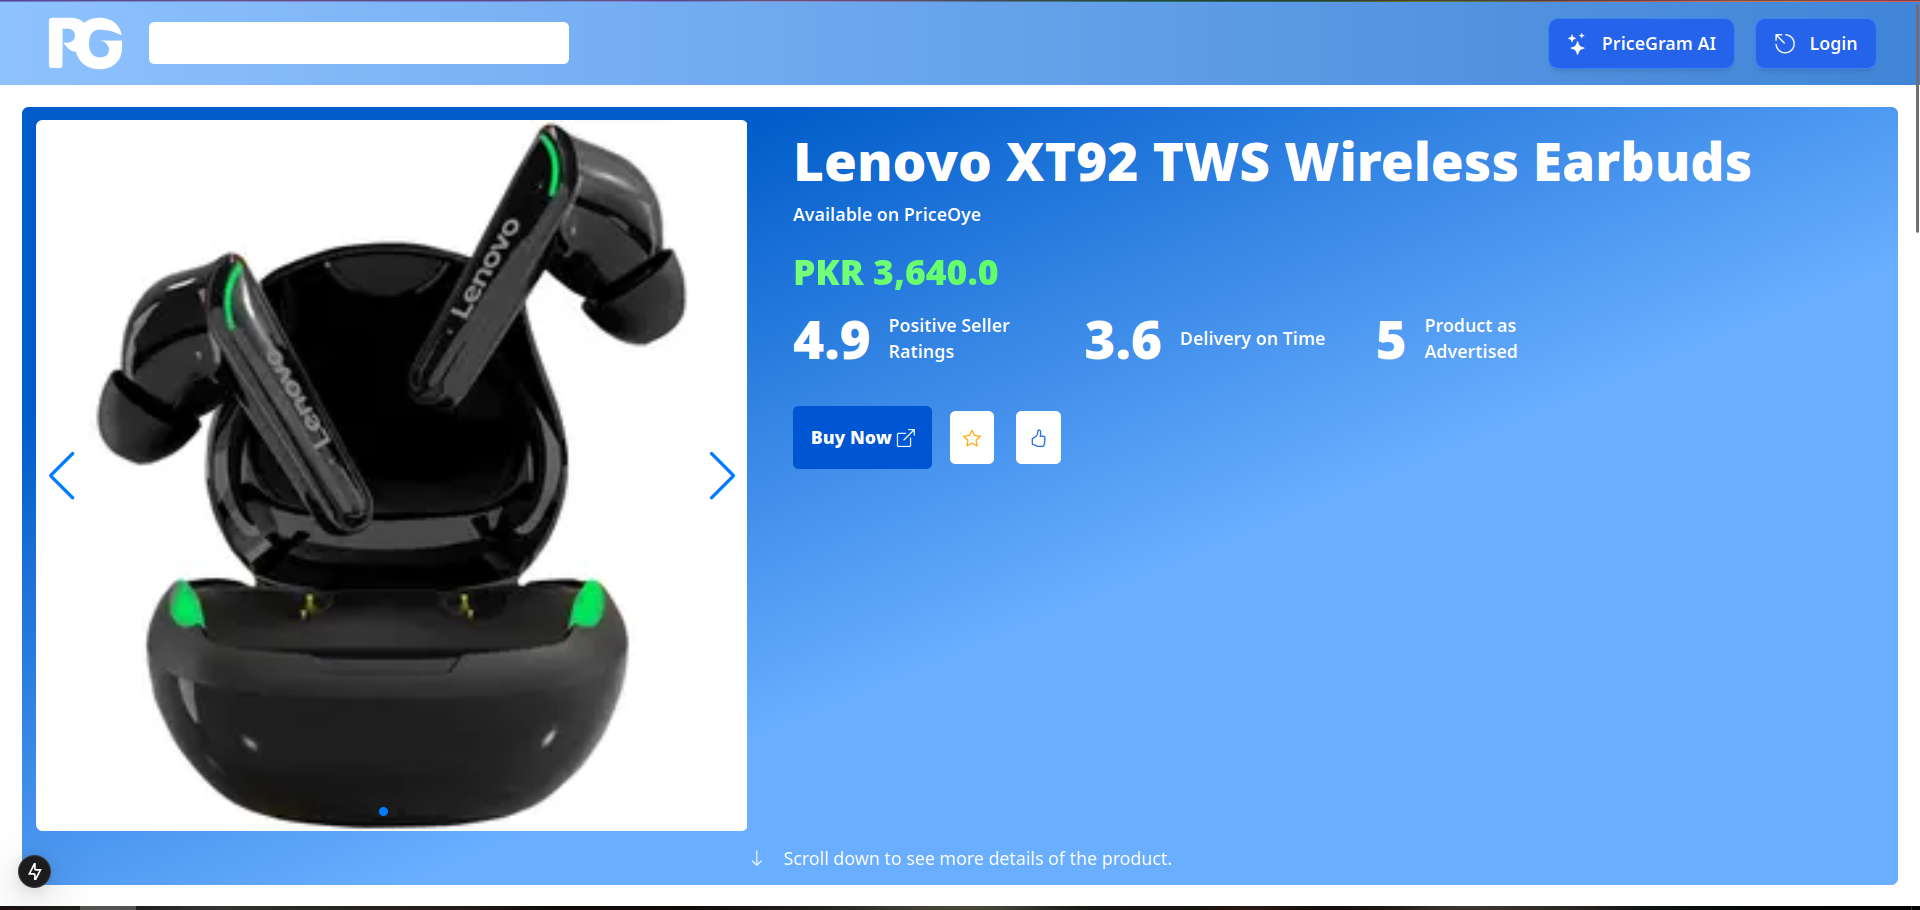 PG
PriceGram AI
Login
Lenovo XT92 TWS Wireless Earbuds
Available on PriceOye
PKR 3,640.0
4.9 Positive Seller Ratings
3.6 Delivery on Time
5 Product as Advertised
Buy Now
Lenovo
Lenovo
Scroll down to see more details of the product.